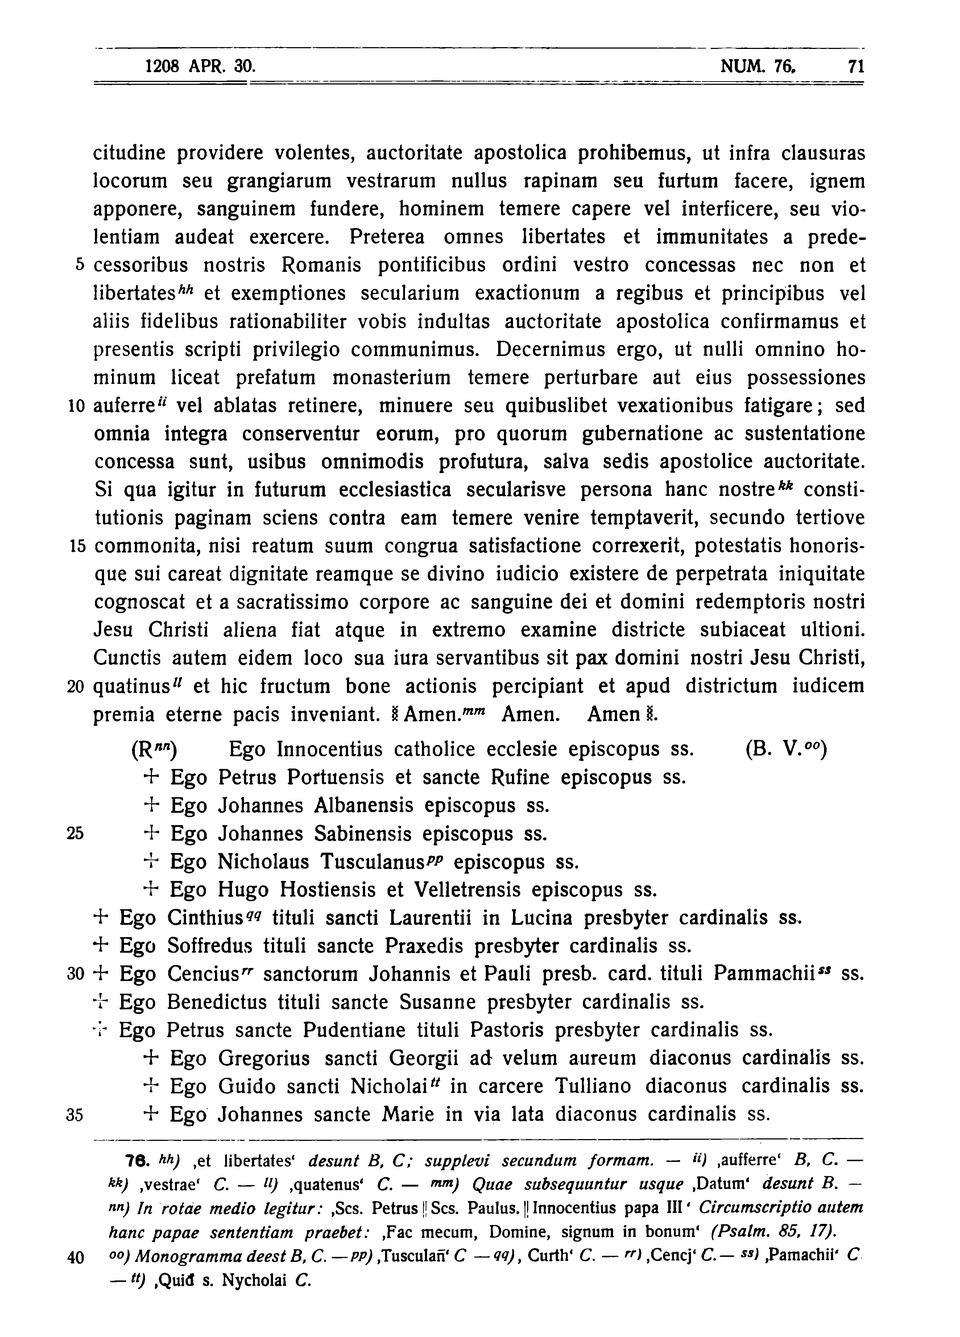 1208 APR. 30. NUM. 76. 71
citudine providere volentes, auctoritate apostolica prohibemus, ut infra clausuras
locorum seu grangiarum vestrarum nullus rapinam seu furtum facere, ignem
apponere, sanguinem fundere, hominem temere capere vel interficere, seu vio-
lentiam audeat exercere. Preterea omnes libertates et immunitates a prede-
5 cessoribus nostris Romanis pontificibus ordini vestro concessas nec non et
libertates hh et exemptiones secularium exactionum a regibus et principibus vel
aliis fidelibus rationabiliter vobis indultas auctoritate apostolica confirmamus et
presentis scripti privilegio communimus. Decernimus ergo, ut nulli omnino ho-
minum liceat prefatum monasterium temere perturbare aut eius possessiones
10 auferre ii vel ablatas retinere, minuere seu quibuslibet vexationibus fatigare; sed
omnia integra conserventur eorum, pro quorum gubernatione ac sustentatione
concessa sunt, usibus omnimodis profutura, salva sedis apostolice auctoritate.
Si qua igitur in futurum ecclesiastica secularisve persona hanc nostre kk consti-
tutionis paginam sciens contra eam temere venire temptaverit, secundo tertiove
15 commonita, nisi reatum suum congrua satisfactione correxerit, potestatis honoris-
que sui careat dignitate reamque se divino iudicio existere de perpetrata iniquitate
cognoscat et a sacratissimo corpore ac sanguine dei et domini redemptoris nostri
Jesu Christi aliena fiat atque in extremo examine districte subiaceat ultioni.
Cunctis autem eidem loco sua iura servantibus sit pax domini nostri Jesu Christi,
20 quatinus ll et hic fructum bone actionis percipiant et apud districtum iudicem
premia eterne pacis inveniant. Amen. mm Amen. Amen.
(R nn) Ego Innocentius catholice ecclesie episcopus ss. (B. V. oo)
+ Ego Petrus Portuensis et sancte Rufine episcopus ss.
+ Ego Johannes Albanensis episcopus ss.
25 + Ego Johannes Sabinensis episcopus ss.
+ Ego Nicholaus Tusculanus pp episcopus ss.
+ Ego Hugo Hostiensis et Velletrensis episcopus ss.
+ Ego Cinthius qq tituli sancti Laurentii in Lucina presbyter cardinalis ss.
+ Ego Soffredus tituli sancte Praxedis presbyter cardinalis ss.
30 + Ego Cencius rr sanctorum Johannis et Pauli presb. card. tituli Pammachii ss ss.
+ Ego Benedictus tituli sancte Susanne presbyter cardinalis ss.
+ Ego Petrus sancte Pudentiane tituli Pastoris presbyter cardinalis ss.
+ Ego Gregorius sancti Georgii ad velum aureum diaconus cardinalis ss.
+ Ego Guido sancti Nicholai tt in carcere Tulliano diaconus cardinalis ss.
35 + Ego Johannes sancte Marie in via lata diaconus cardinalis ss.
76. hh) ‚et libertates‘ desunt B, C; supplevi secundum formam. — ii) ‚aufferre‘ B, C. —
kk) ‚vestrae‘ C. — ll) ‚quatenus‘ C. — mm) Quae subsequuntur usque ‚Datum‘ desunt B. —
nn) In rotae medio legitur: ‚Scs. Petrus || Scs. Paulus. || Innocentius papa III‘ Circumscriptio autem
hanc papae sententiam praebet: ‚Fac mecum, Domine, signum in bonum‘ (Psalm. 85, 17).
40 oo) Monogramma deest B, C. — pp) ‚Tusculañ‘ C — qq) ‚Curth‘ C. — rr) ‚Cencj‘ C. — ss) ‚Pamachii‘ C
— tt) ‚Quid s. Nycholai C.